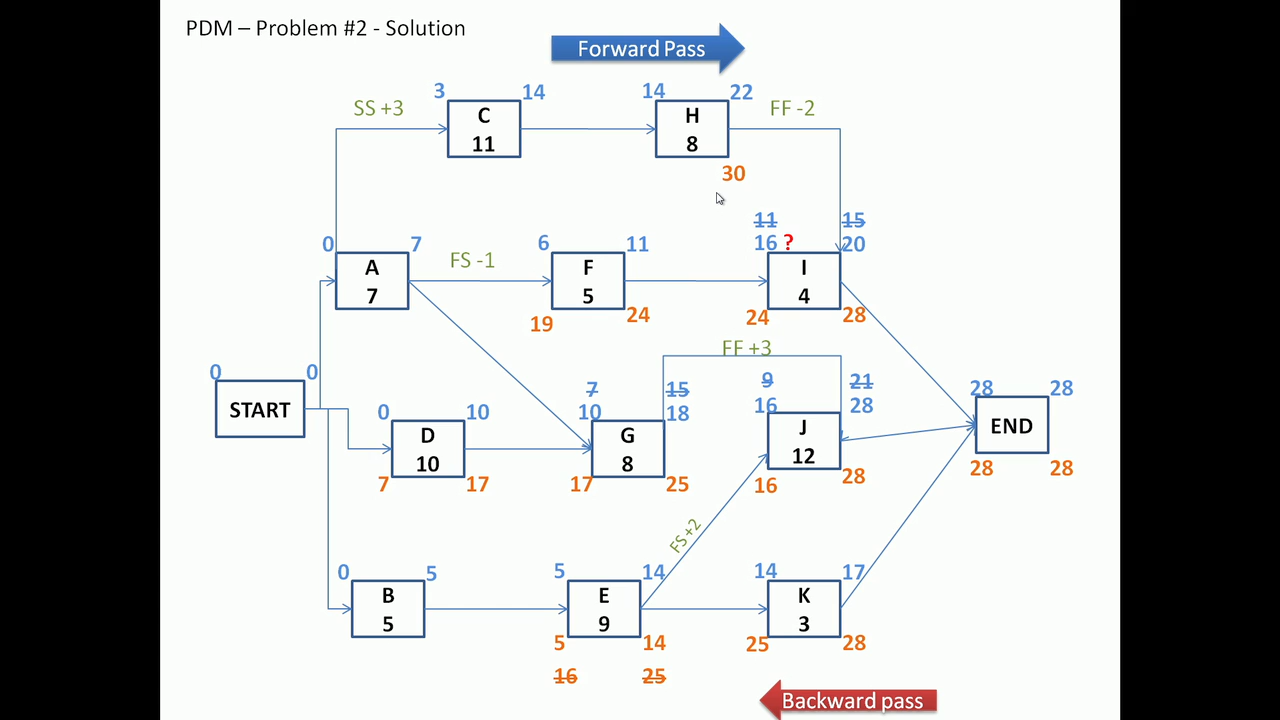 PDM – Problem #2 - Solution
Forward Pass
3 14 14 22
SS +3 FF -2
C H
11 8
30
11 15
16 ? 20
0 7 6 11
FS -1
A F I
7 5 4
19 24 24 28
FF +3
0 0
7 15 9 21
0 10 10 18 16 28
28 28
START
D G J END
10 8 12
7 17 17 25 16 28
28 28
FS +2
0 5 5 14 14 17
B E K
5 9 3
5 14 25 28
16 25
Backward pass